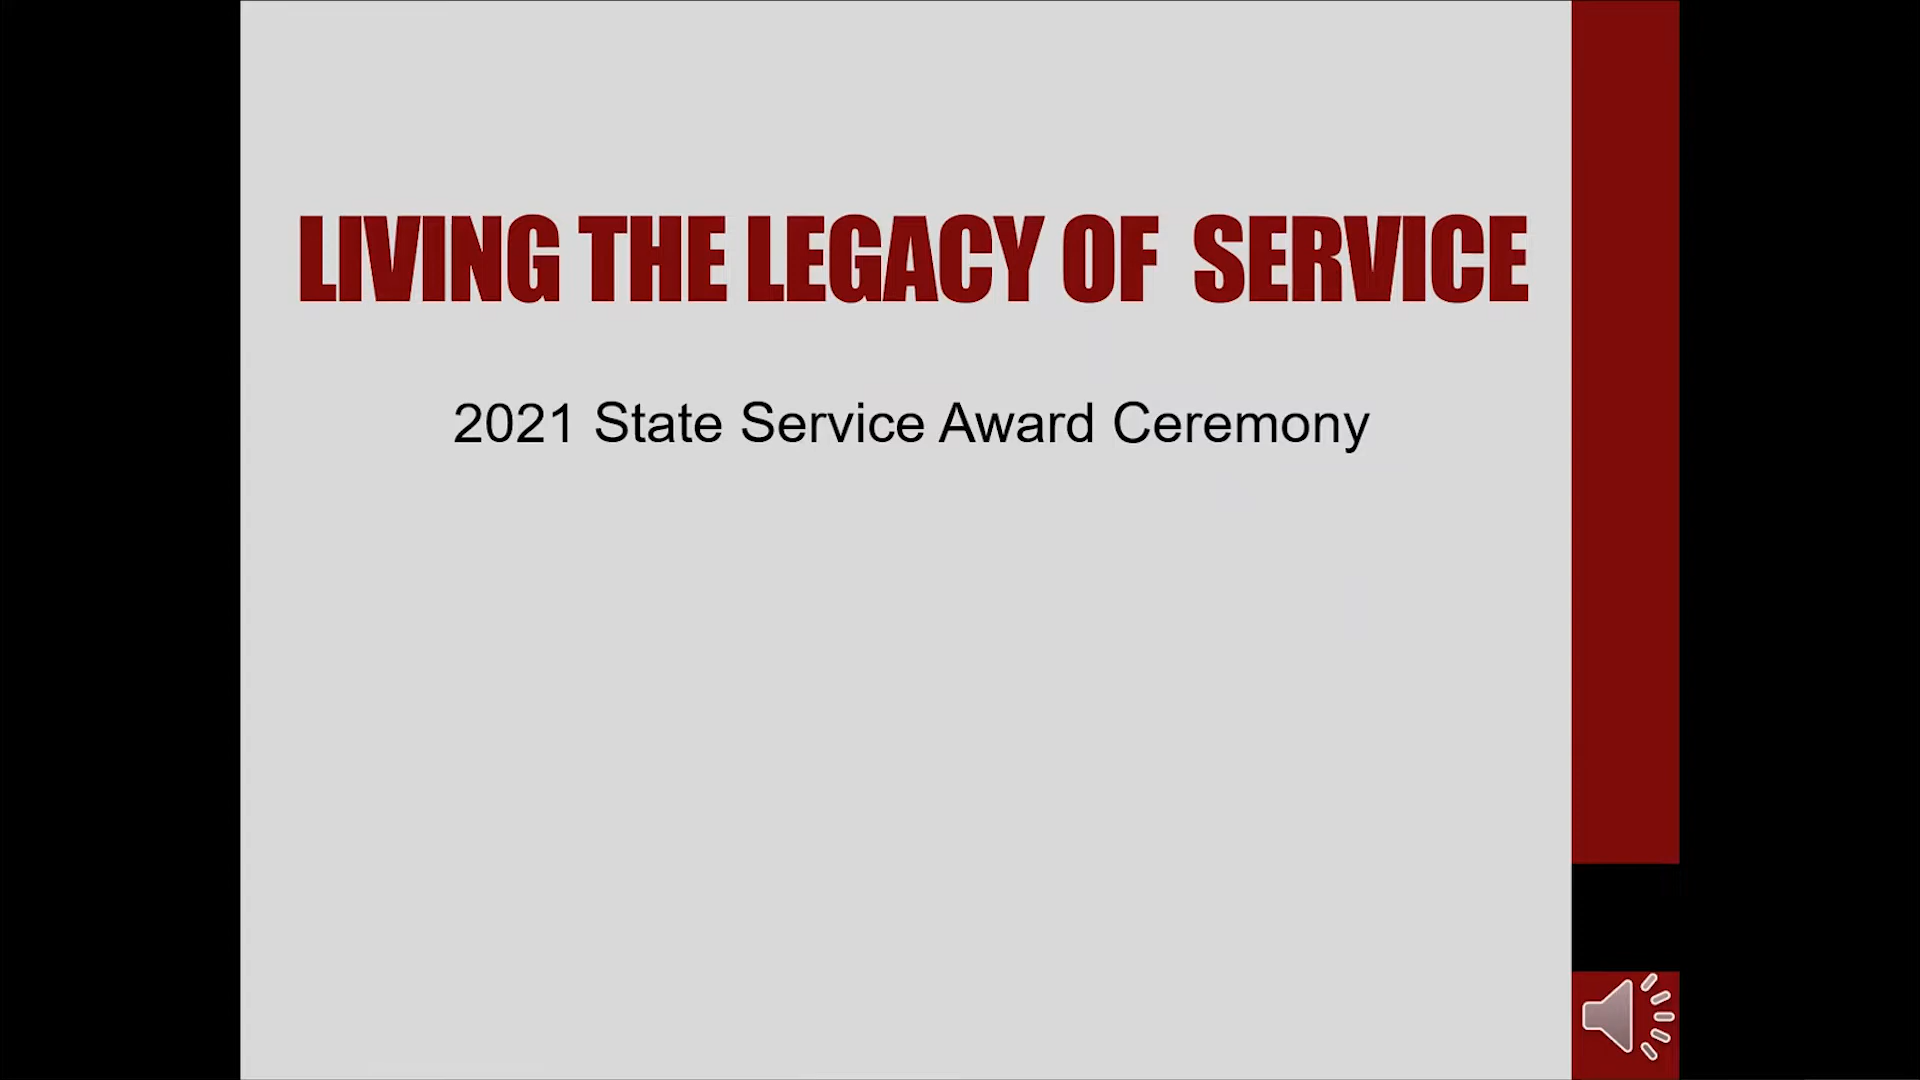 LIVING THE LEGACY OF SERVICE
2021 State Service Award Ceremony